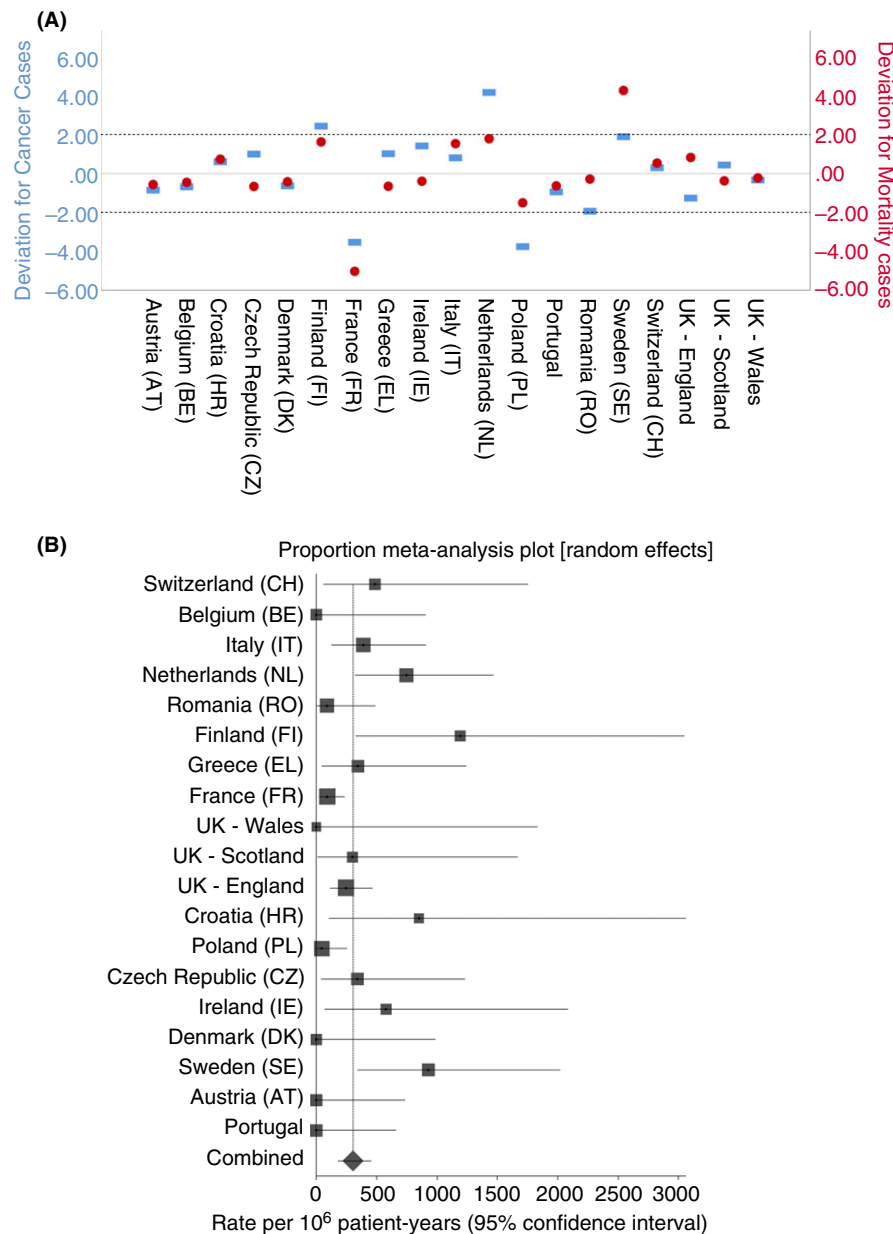 (A)
Deviation for Cancer Cases
6.00
4.00
2.00
.00
−2.00
−4.00
−6.00
6.00
4.00
2.00
.00
−2.00
−4.00
−6.00
Deviation for Mortality cases
Austria (AT)
Belgium (BE)
Croatia (HR)
Czech Republic (CZ)
Denmark (DK)
Finland (FI)
France (FR)
Greece (EL)
Ireland (IE)
Italy (IT)
Netherlands (NL)
Poland (PL)
Portugal
Romania (RO)
Sweden (SE)
Switzerland (CH)
UK - England
UK - Scotland
UK - Wales
(B)
Proportion meta-analysis plot [random effects]
Switzerland (CH)
Belgium (BE)
Italy (IT)
Netherlands (NL)
Romania (RO)
Finland (FI)
Greece (EL)
France (FR)
UK - Wales
UK - Scotland
UK - England
Croatia (HR)
Poland (PL)
Czech Republic (CZ)
Ireland (IE)
Denmark (DK)
Sweden (SE)
Austria (AT)
Portugal
Combined
0 500 1000 1500 2000 2500 3000
Rate per 10⁶ patient-years (95% confidence interval)